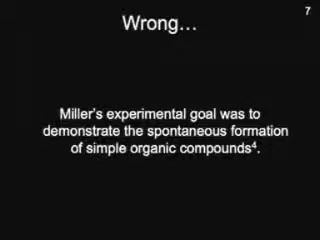 7
Wrong…
Miller's experimental goal was to
demonstrate the spontaneous formation
of simple organic compounds⁴.